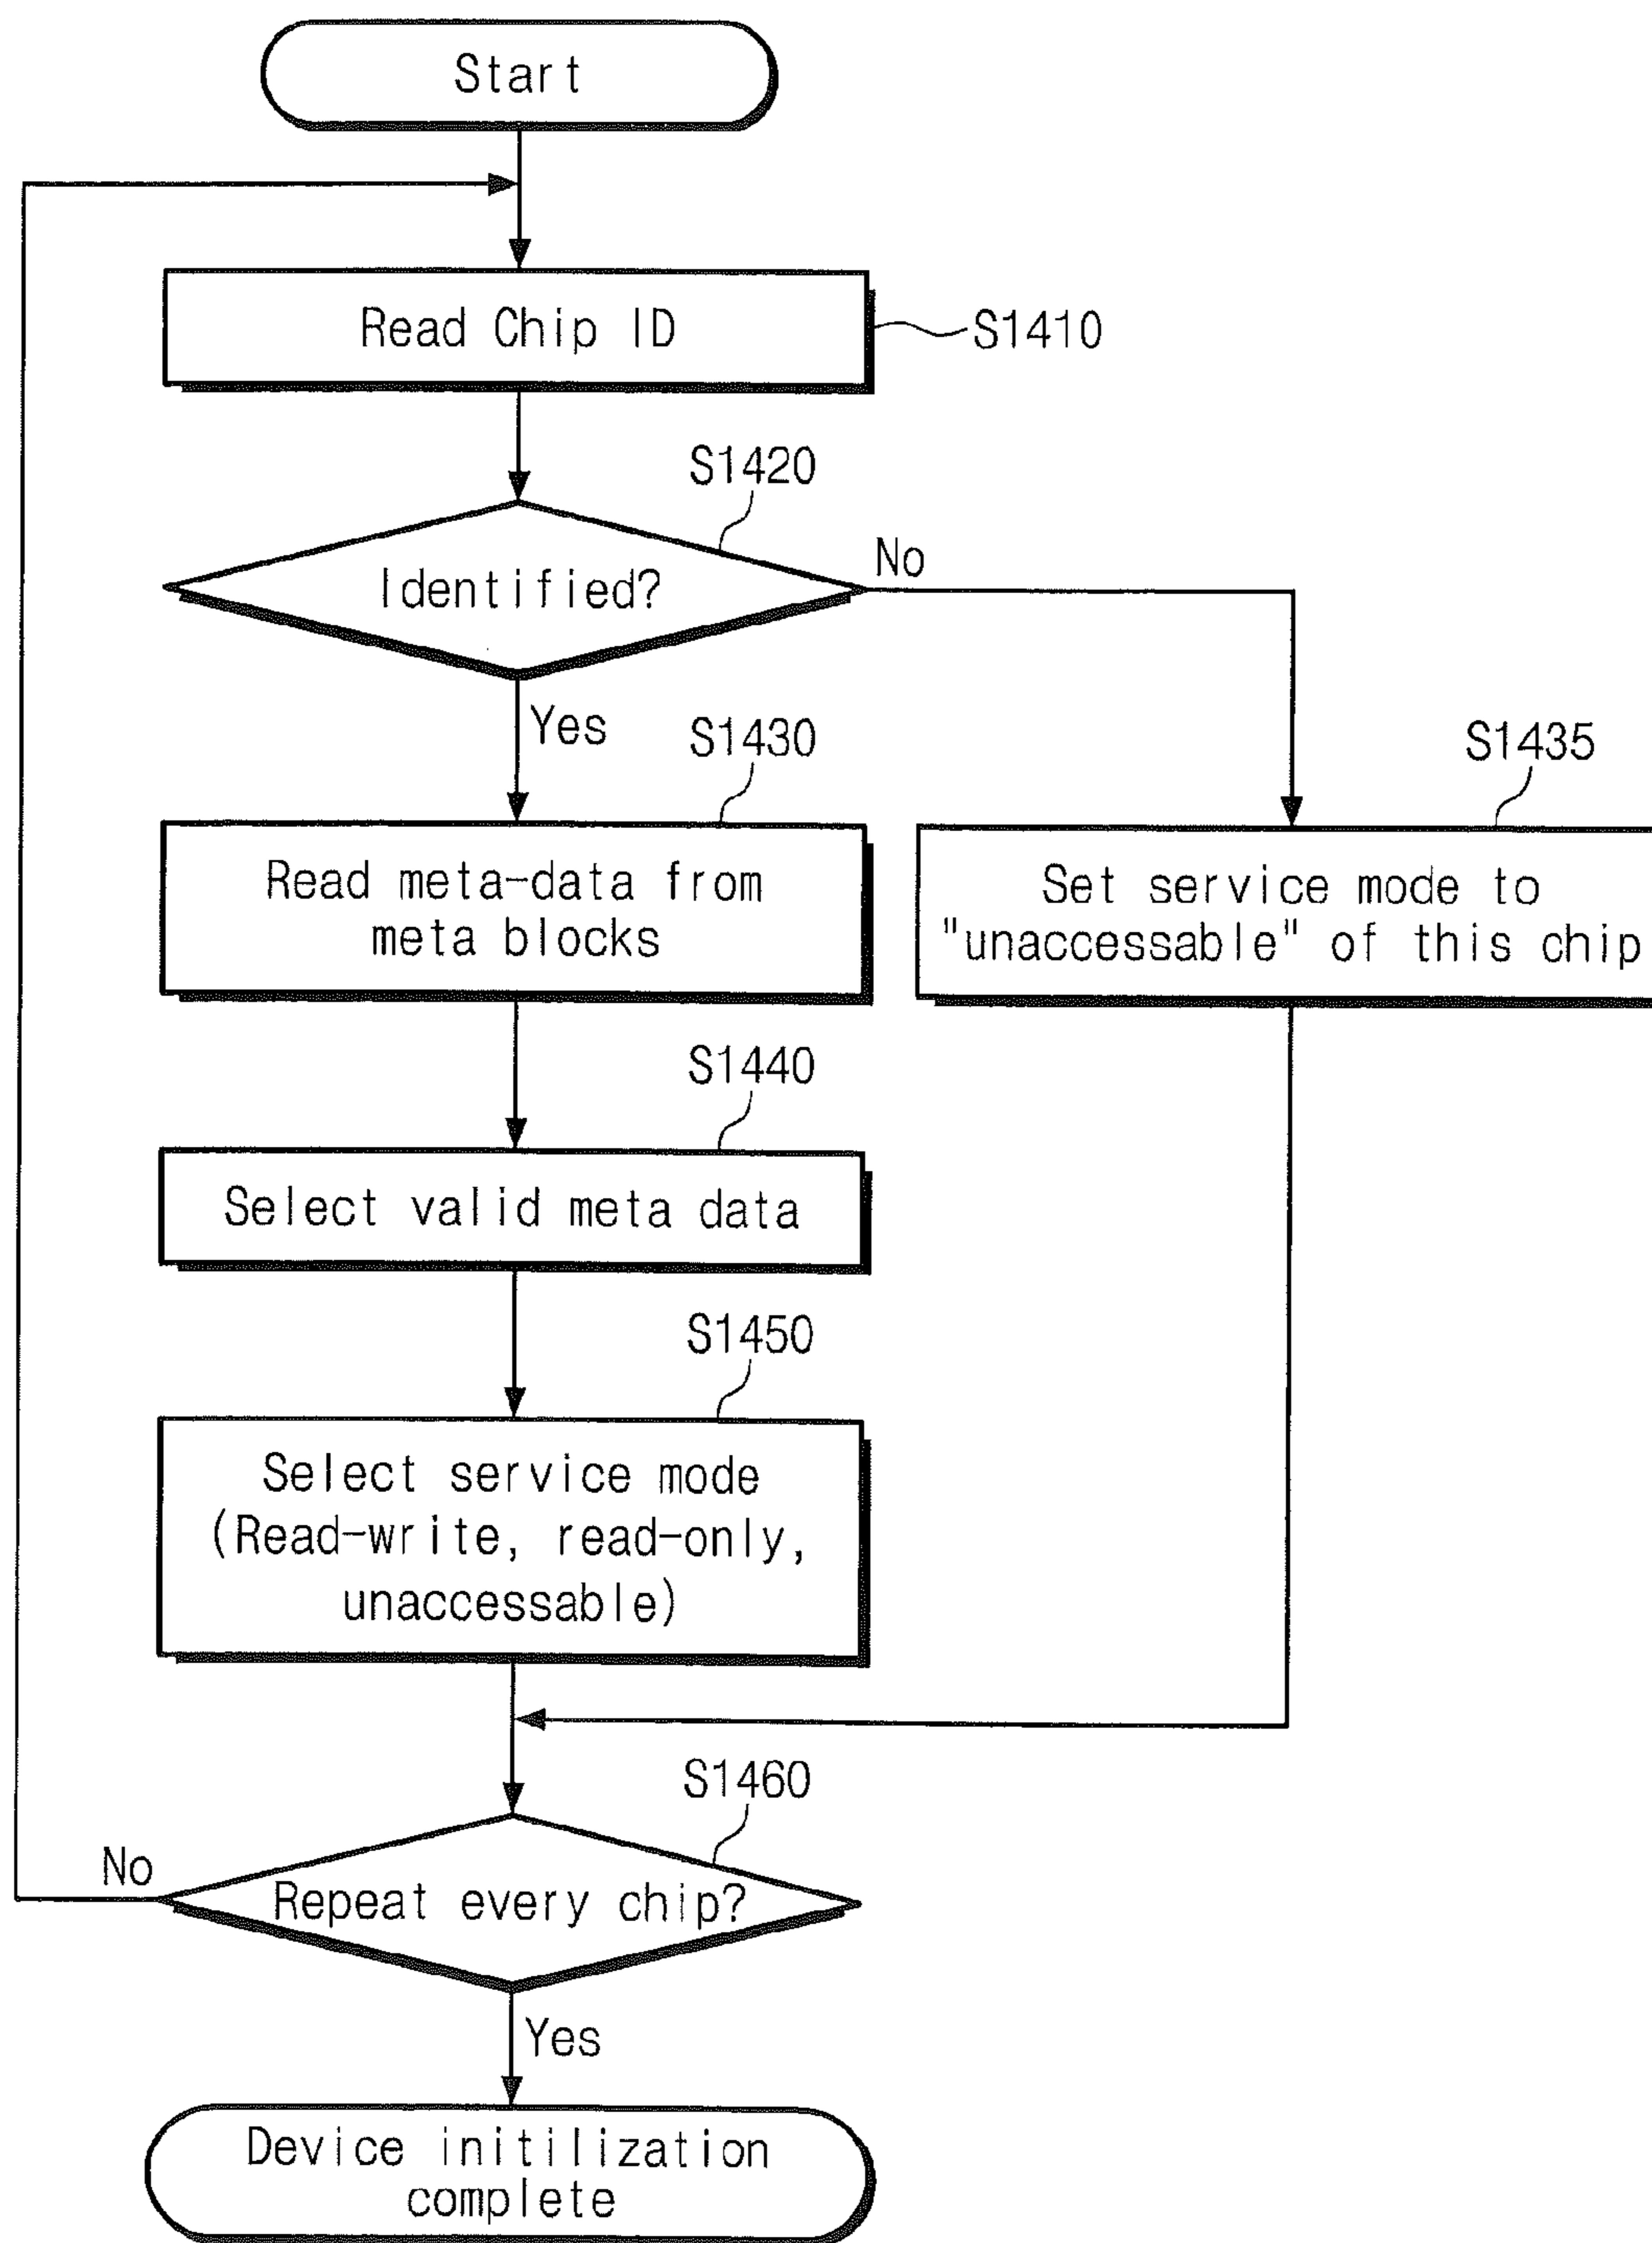 Start
Read Chip ID
S1410
S1420
Identified?
No
Yes
S1430
Read meta-data from
meta blocks
S1435
Set service mode to
"unaccessable" of this chip
S1440
Select valid meta data
S1450
Select service mode
(Read-write, read-only,
unaccessable)
S1460
No
Repeat every chip?
Yes
Device initilization
complete